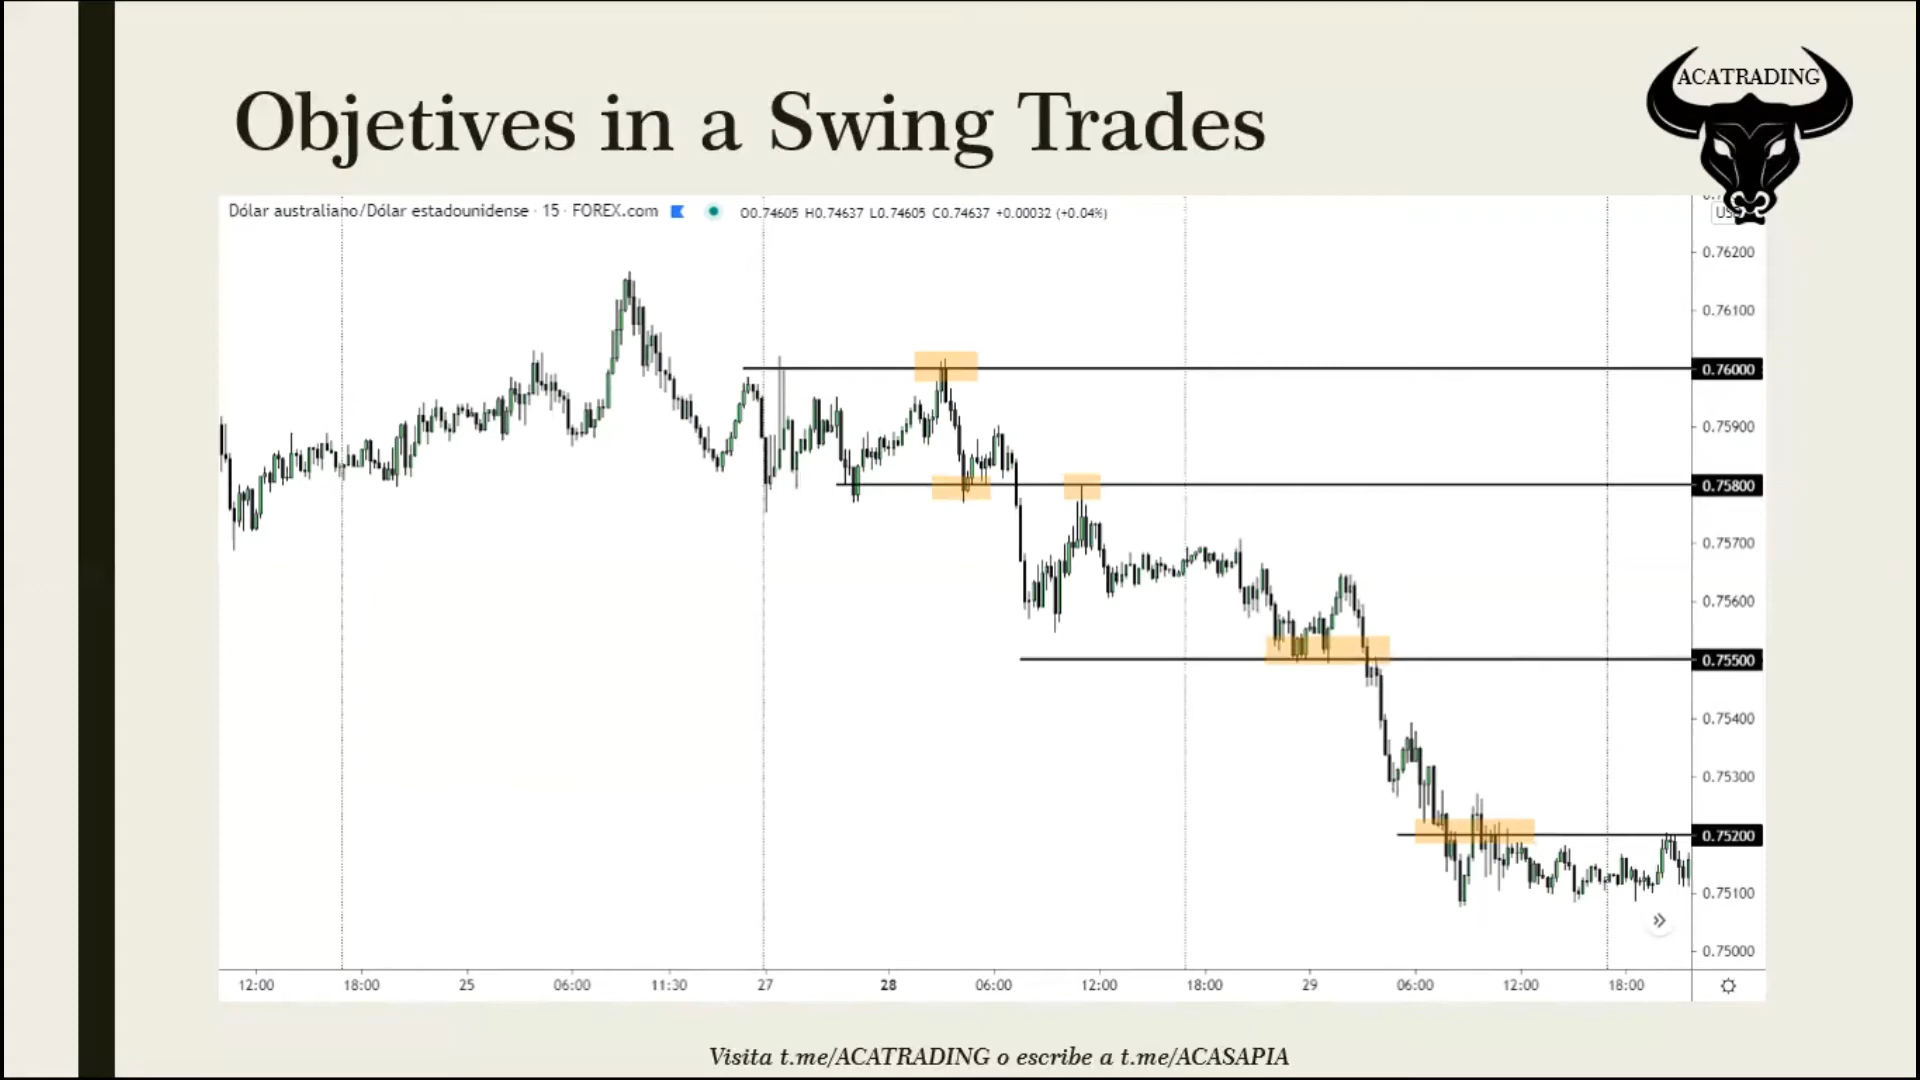 ACATRADING
Objetives in a Swing Trades
Dólar australiano/Dólar estadounidense · 15 · FOREX.com O0.74605 H0.74637 L0.74605 C0.74637 +0.00032 (+0.04%)
0.76200
0.76100
0.76000
0.75900
0.75800
0.75700
0.75600
0.75500
0.75400
0.75300
0.75200
0.75100
0.75000
12:00 18:00 25 06:00 11:30 27 28 06:00 12:00 18:00 29 06:00 12:00 18:00
Visita t.me/ACATRADING o escribe a t.me/ACASAPIA